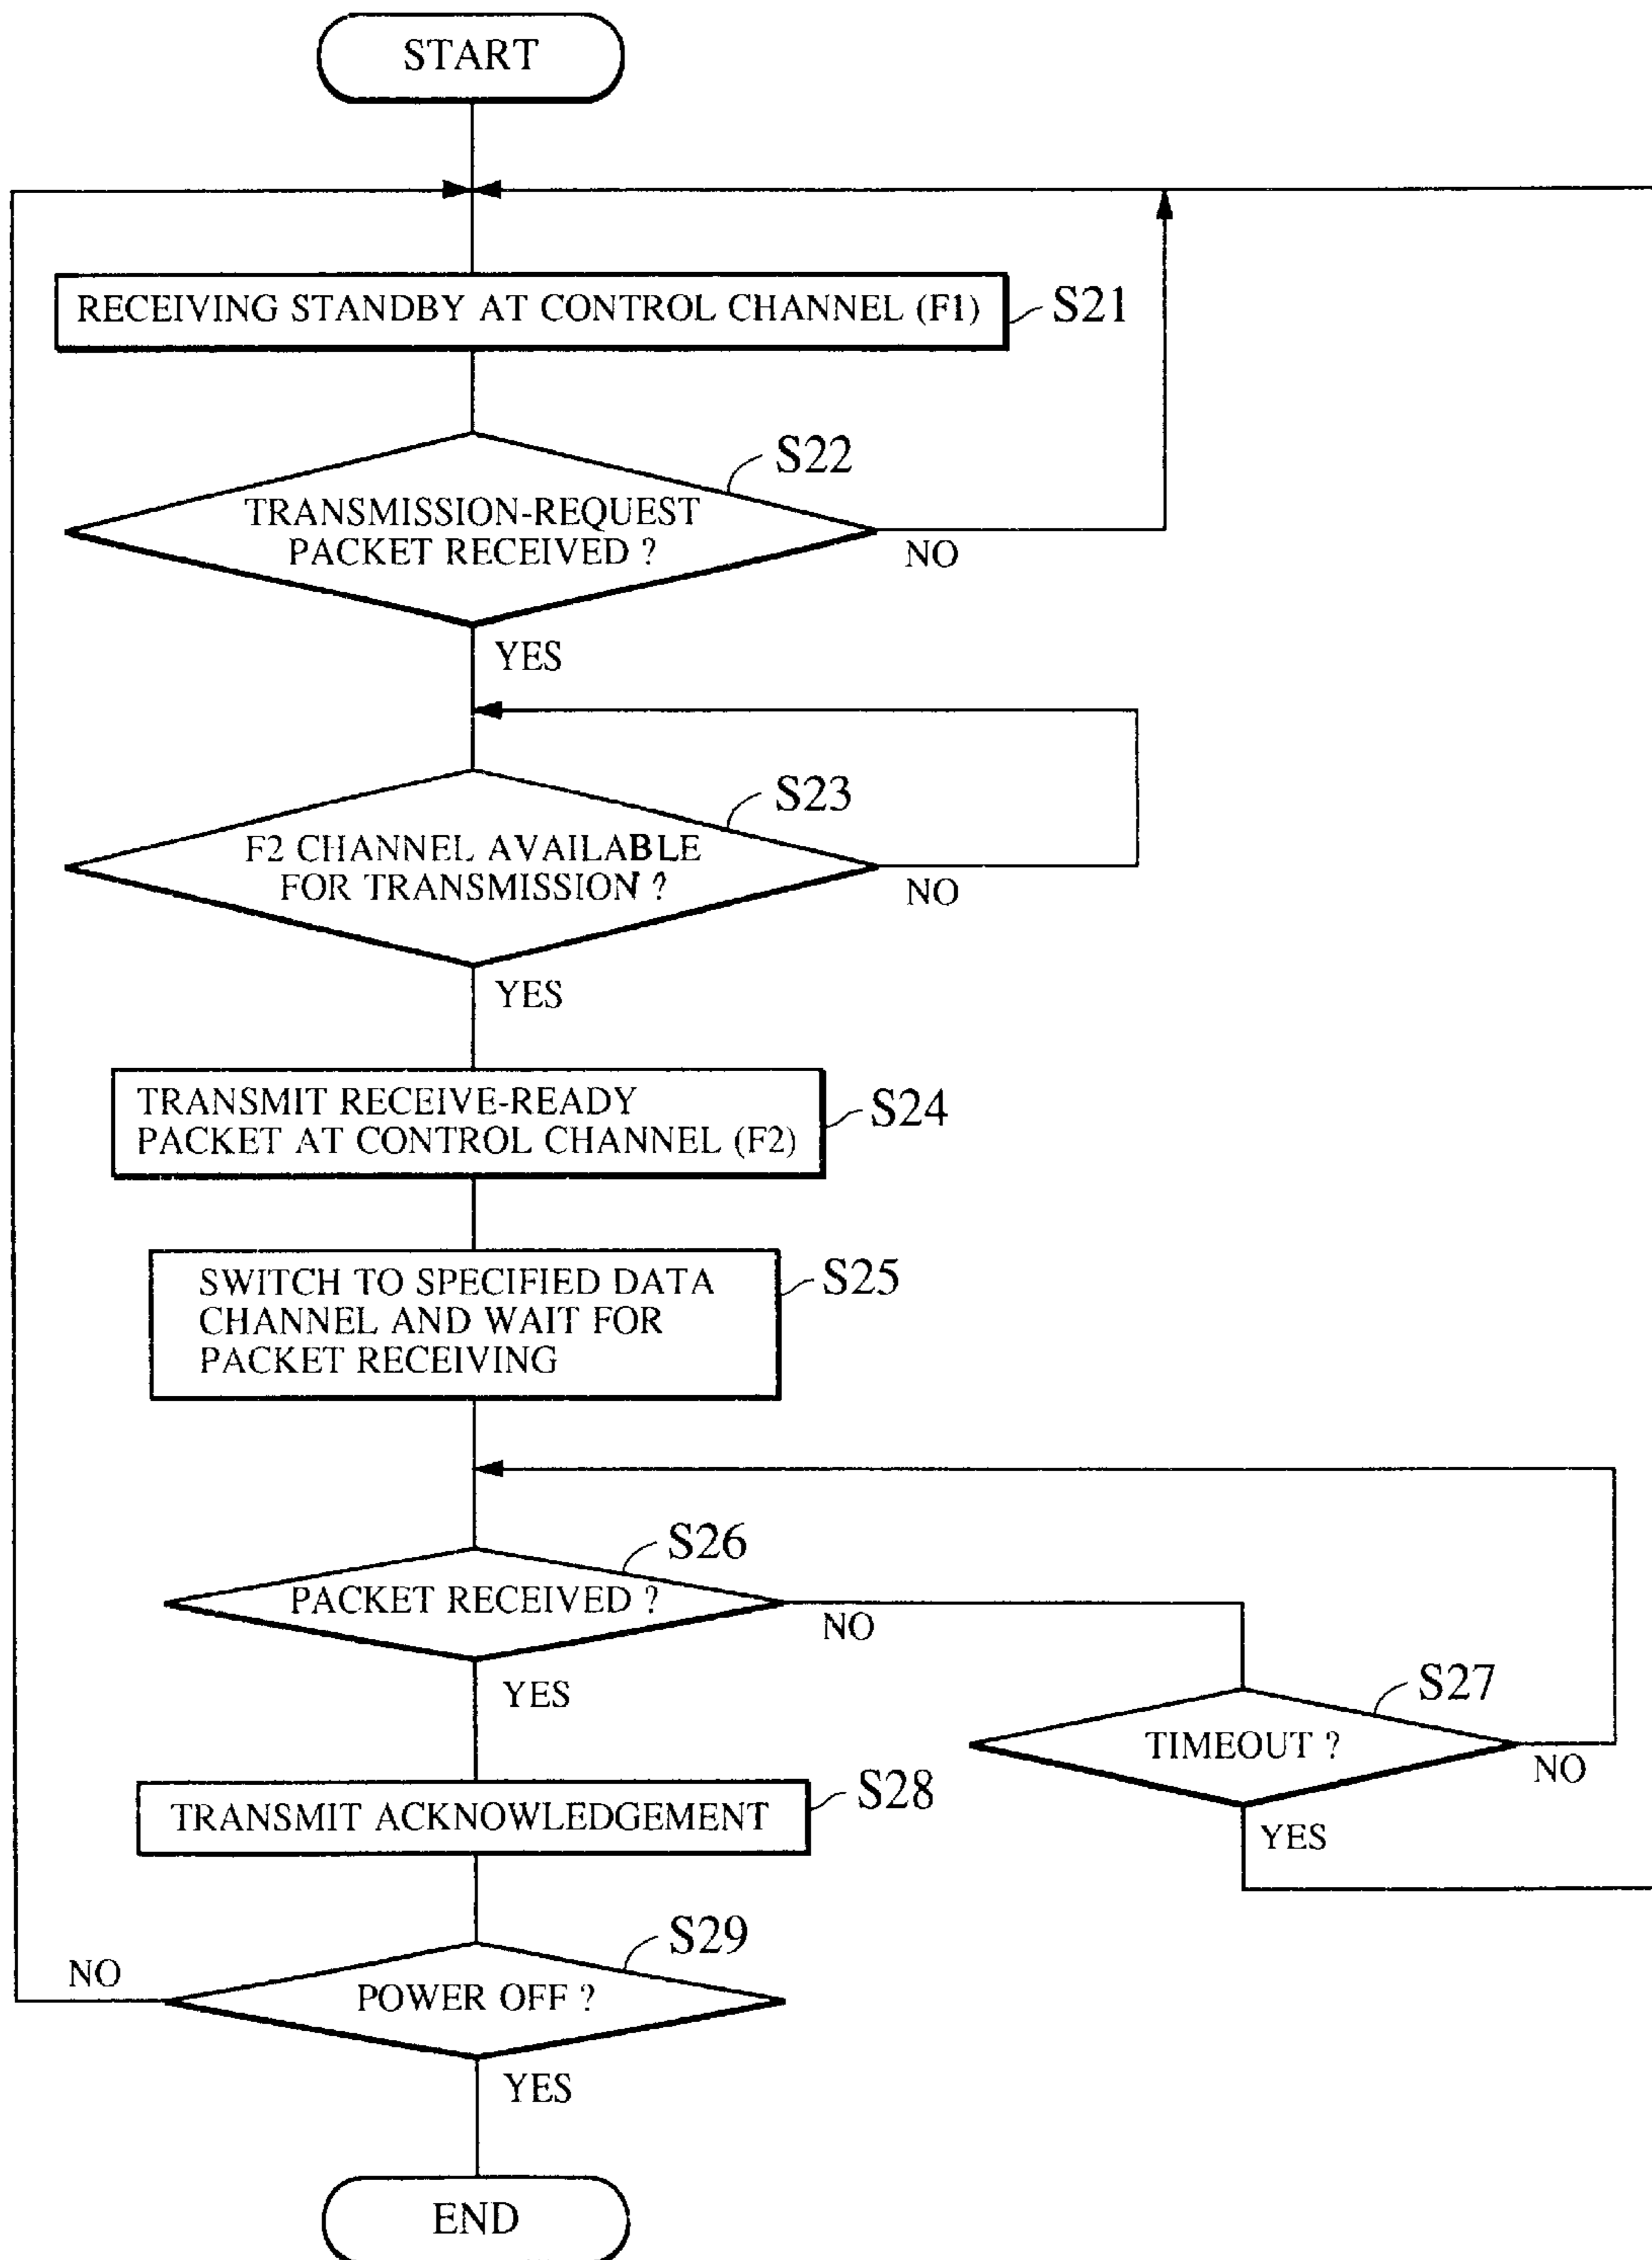 START
RECEIVING STANDBY AT CONTROL CHANNEL (F1)
S21
S22
TRANSMISSION-REQUEST
PACKET RECEIVED ?
NO
YES
S23
F2 CHANNEL AVAILABLE
FOR TRANSMISSION ?
NO
YES
TRANSMIT RECEIVE-READY
PACKET AT CONTROL CHANNEL (F2)
S24
SWITCH TO SPECIFIED DATA
CHANNEL AND WAIT FOR
PACKET RECEIVING
S25
S26
PACKET RECEIVED ?
NO
YES
S27
TIMEOUT ?
NO
YES
TRANSMIT ACKNOWLEDGEMENT
S28
S29
NO
POWER OFF ?
YES
END